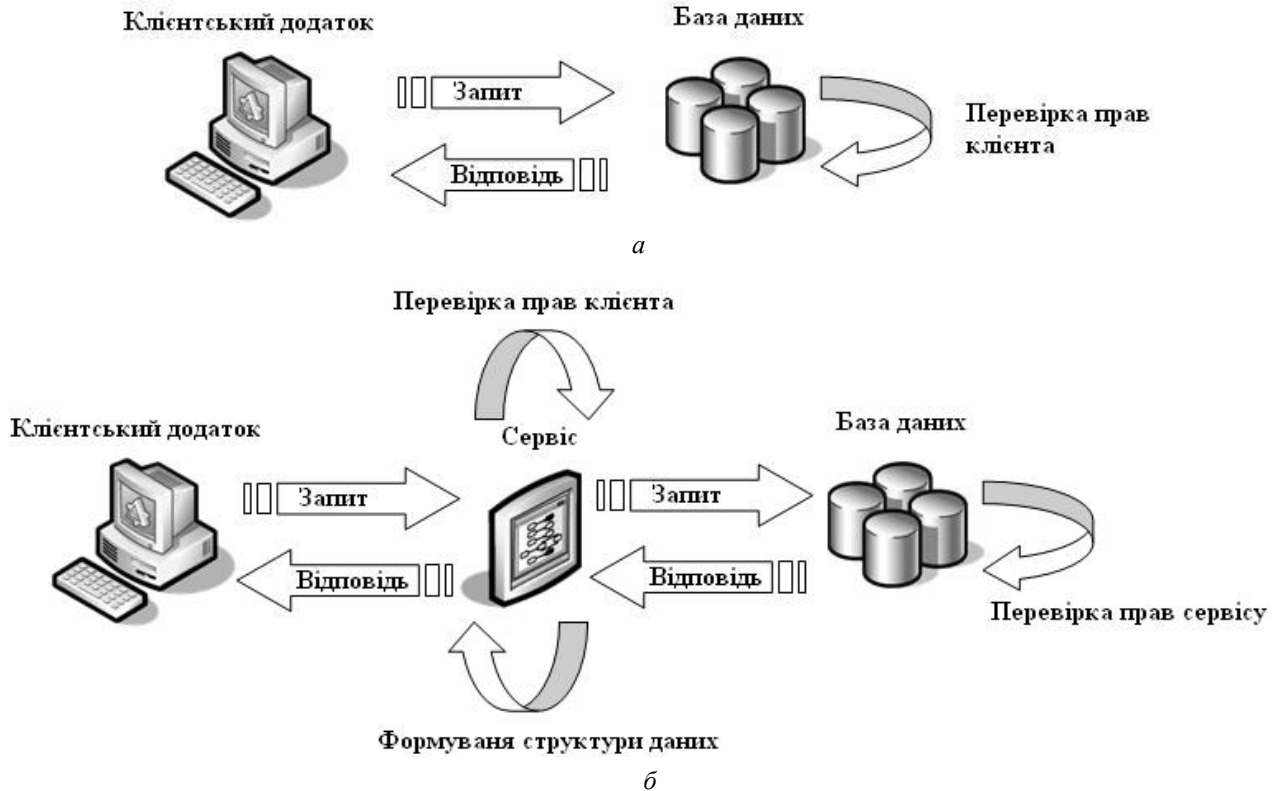 Клієнтський додаток
База даних
Запит
Відповідь
Перевірка прав
клієнта
а
Перевірка прав клієнта
Клієнтський додаток
Сервіс
База даних
Запит
Запит
Відповідь
Відповідь
Перевірка прав сервісу
Формуваня структури даних
б